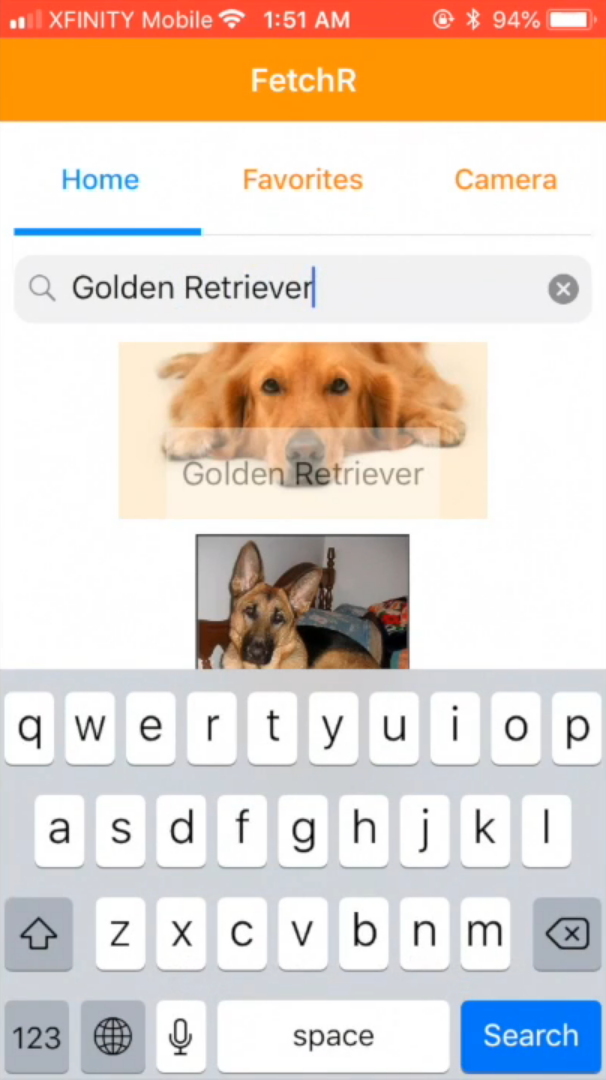 XFINITY Mobile 1:51 AM 94%
FetchR
Home Favorites Camera
Golden Retriever
Golden Retriever
q w e r t y u i o p
a s d f g h j k l
z x c v b n m
123 space Search